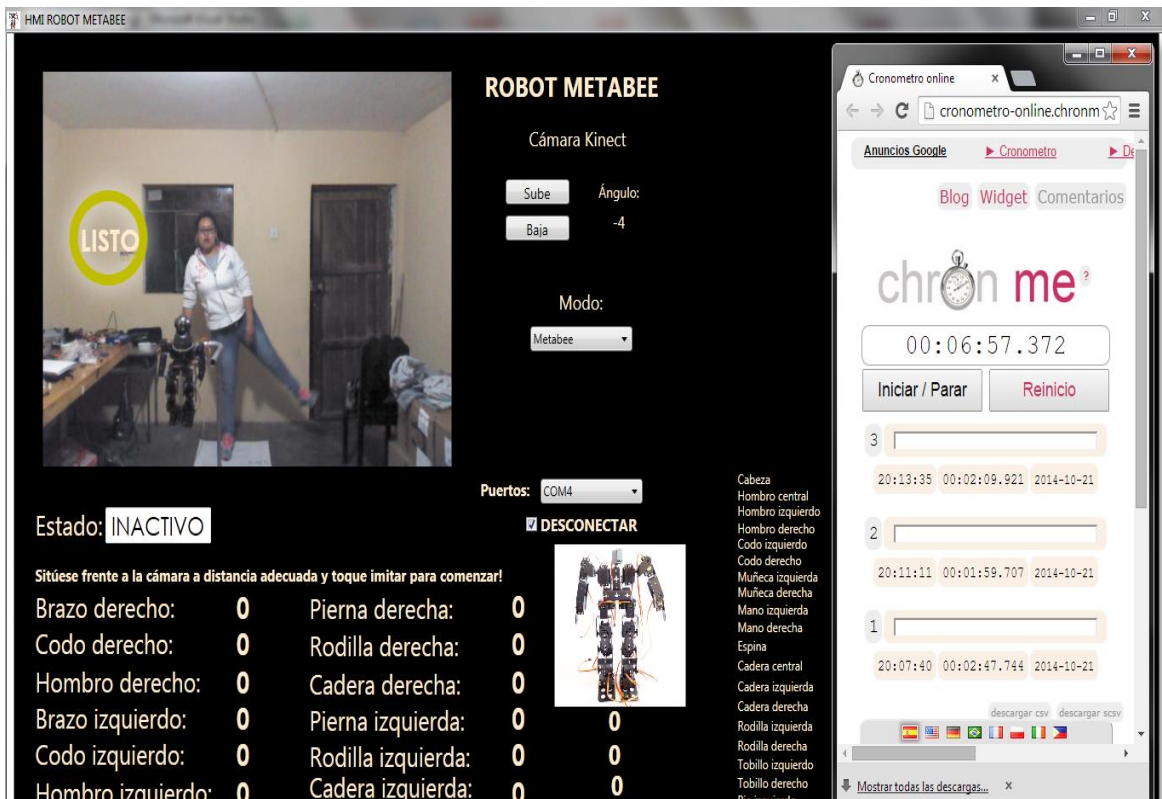 HMI ROBOT METABEE
LISTO
ROBOT METABEE
Cámara Kinect
Sube
Ángulo:
Baja
-4
Modo:
Metabee
Puertos: COM4
DESCONECTAR
Estado: INACTIVO
Sitúese frente a la cámara a distancia adecuada y toque imitar para comenzar!
Brazo derecho: 0 Pierna derecha: 0
Codo derecho: 0 Rodilla derecha: 0
Hombro derecho: 0 Cadera derecha: 0
Brazo izquierdo: 0 Pierna izquierda: 0 0
Codo izquierdo: 0 Rodilla izquierda: 0 0
Hombro izquierdo: 0 Cadera izquierda: 0 0
Cabeza
Hombro central
Hombro izquierdo
Hombro derecho
Codo izquierdo
Codo derecho
Muñeca izquierda
Muñeca derecha
Mano izquierda
Mano derecha
Espina
Cadera central
Cadera izquierda
Cadera derecha
Rodilla izquierda
Rodilla derecha
Tobillo izquierdo
Tobillo derecho
Cronometro online
cronometro-online.chronm
Anuncios Google
Cronometro
De
Blog Widget Comentarios
chron me ?
00:06:57.372
Iniciar / Parar
Reinicio
3
20:13:35 00:02:09.921 2014-10-21
2
20:11:11 00:01:59.707 2014-10-21
1
20:07:40 00:02:47.744 2014-10-21
descargar csv descargar scsv
Mostrar todas las descargas...